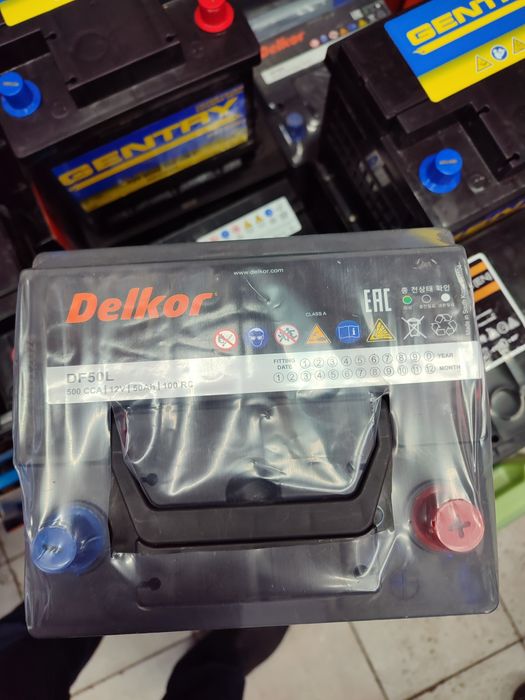 GENTRY
Delkor
GENTRY
www.delkor.com
Delkor
CLASS A
EAC
충전상태 확인
DF50L
500 CCA | 12V | 50Ah | 100 RC
FITTING DATE 1 2 3 4 5 6 7 8 9 0 YEAR
1 2 3 4 5 6 7 8 9 10 11 12 MONTH